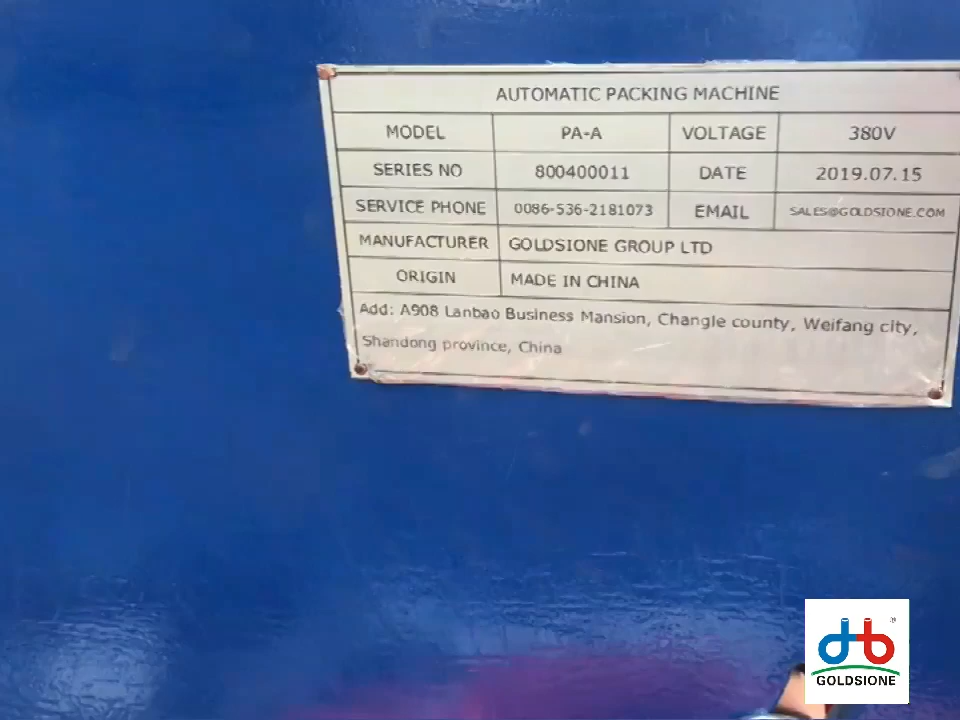 AUTOMATIC PACKING MACHINE
MODEL PA-A VOLTAGE 380V
SERIES NO 800400011 DATE 2019.07.15
SERVICE PHONE 0086-536-2181073 EMAIL SALES@GOLDSIONE.COM
MANUFACTURER GOLDSIONE GROUP LTD
ORIGIN MADE IN CHINA
Add: A908 Lanbao Business Mansion, Changle county, Weifang city,
Shandong province, China
db ®
GOLDSIONE